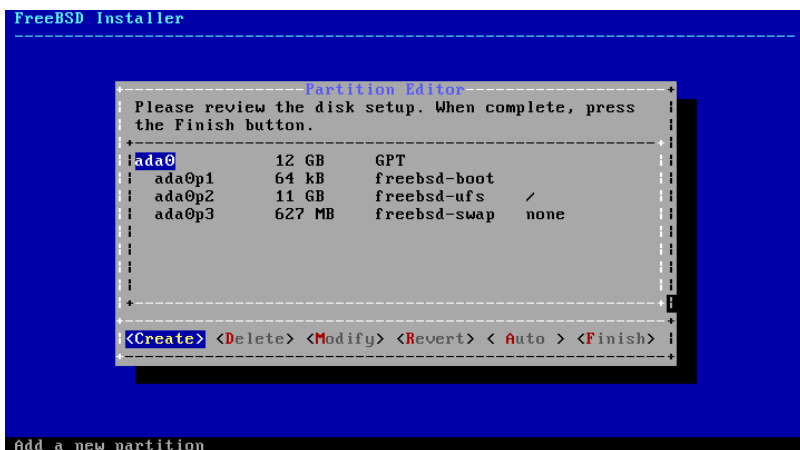 FreeBSD Installer
Partition Editor
Please review the disk setup. When complete, press
the Finish button.
ada0 12 GB GPT
ada0p1 64 kB freebsd-boot
ada0p2 11 GB freebsd-ufs /
ada0p3 627 MB freebsd-swap none
<Create> <Delete> <Modify> <Revert> < Auto > <Finish>
Add a new partition